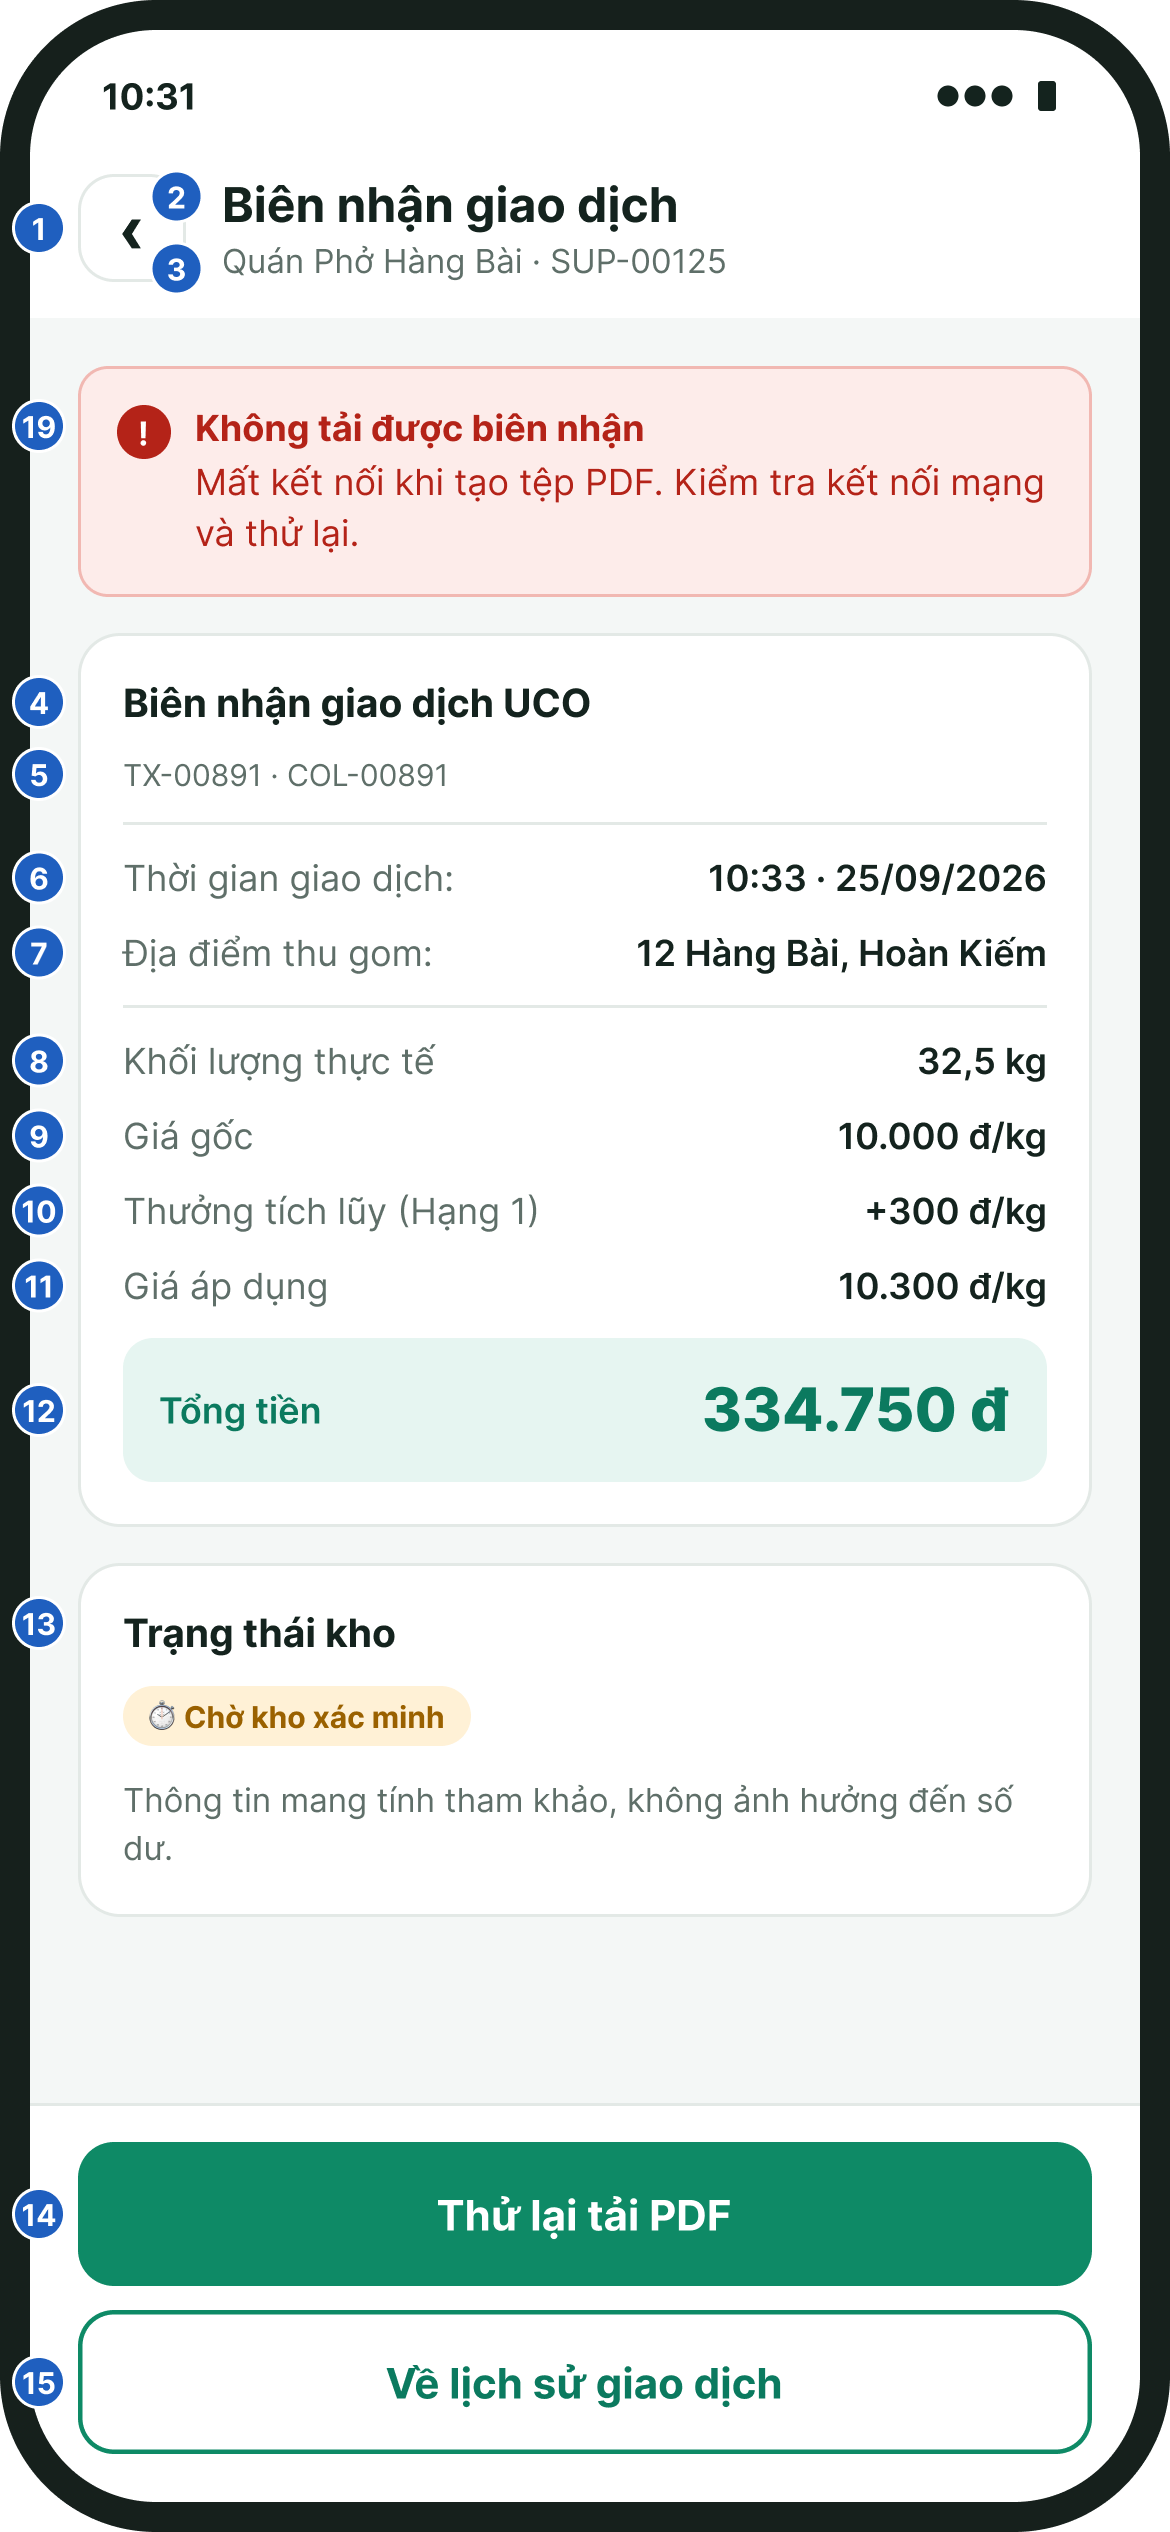 10:31
1
2
‹
Biên nhận giao dịch
3
Quán Phở Hàng Bài · SUP-00125
19
!
Không tải được biên nhận
Mất kết nối khi tạo tệp PDF. Kiểm tra kết nối mạng
và thử lại.
4
Biên nhận giao dịch UCO
5
TX-00891 · COL-00891
6
Thời gian giao dịch: 10:33 · 25/09/2026
7
Địa điểm thu gom: 12 Hàng Bài, Hoàn Kiếm
8
Khối lượng thực tế 32,5 kg
9
Giá gốc 10.000 đ/kg
10
Thưởng tích lũy (Hạng 1) +300 đ/kg
11
Giá áp dụng 10.300 đ/kg
12
Tổng tiền 334.750 đ
13
Trạng thái kho
⏱ Chờ kho xác minh
Thông tin mang tính tham khảo, không ảnh hưởng đến số
dư.
14
Thử lại tải PDF
15
Về lịch sử giao dịch